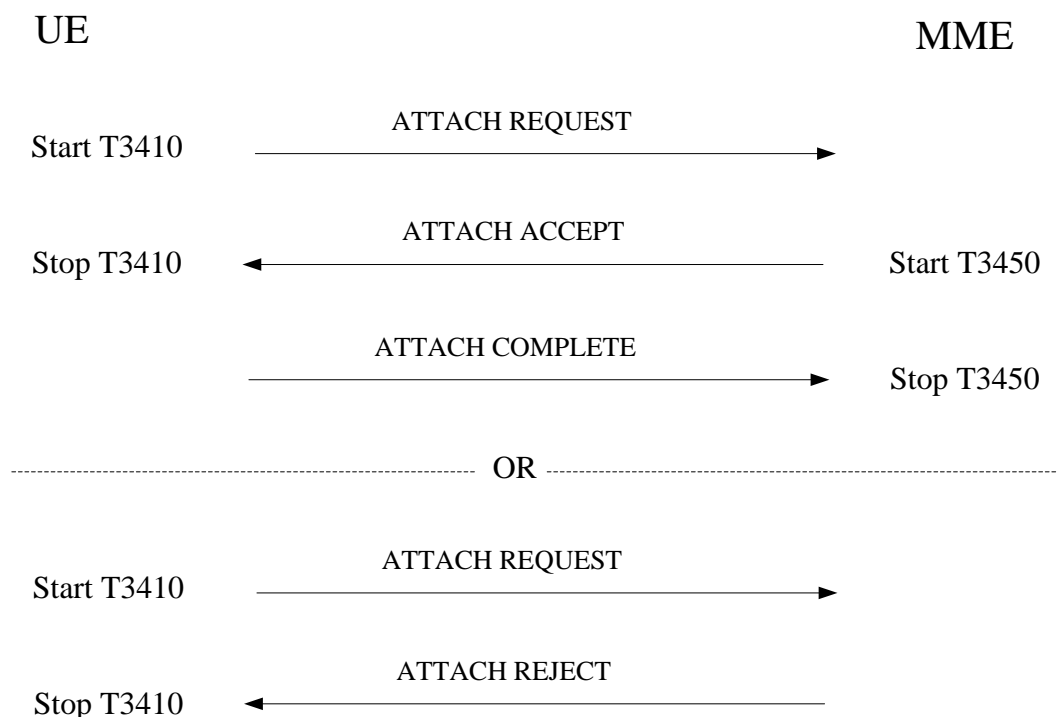 UE
MME
ATTACH REQUEST
Start T3410
ATTACH ACCEPT
Stop T3410
Start T3450
ATTACH COMPLETE
Stop T3450
OR
ATTACH REQUEST
Start T3410
ATTACH REJECT
Stop T3410